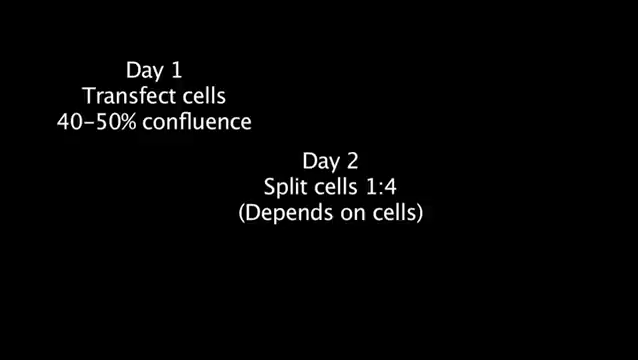 Day 1
Transfect cells
40-50% confluence
Day 2
Split cells 1:4
(Depends on cells)